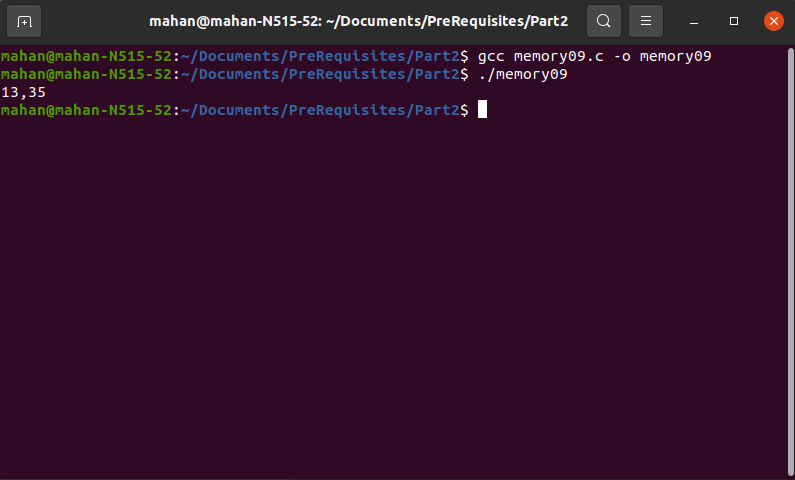 mahan@mahan-N515-52: ~/Documents/PreRequisites/Part2
mahan@mahan-N515-52:~/Documents/PreRequisites/Part2$ gcc memory09.c -o memory09
mahan@mahan-N515-52:~/Documents/PreRequisites/Part2$ ./memory09
13,35
mahan@mahan-N515-52:~/Documents/PreRequisites/Part2$